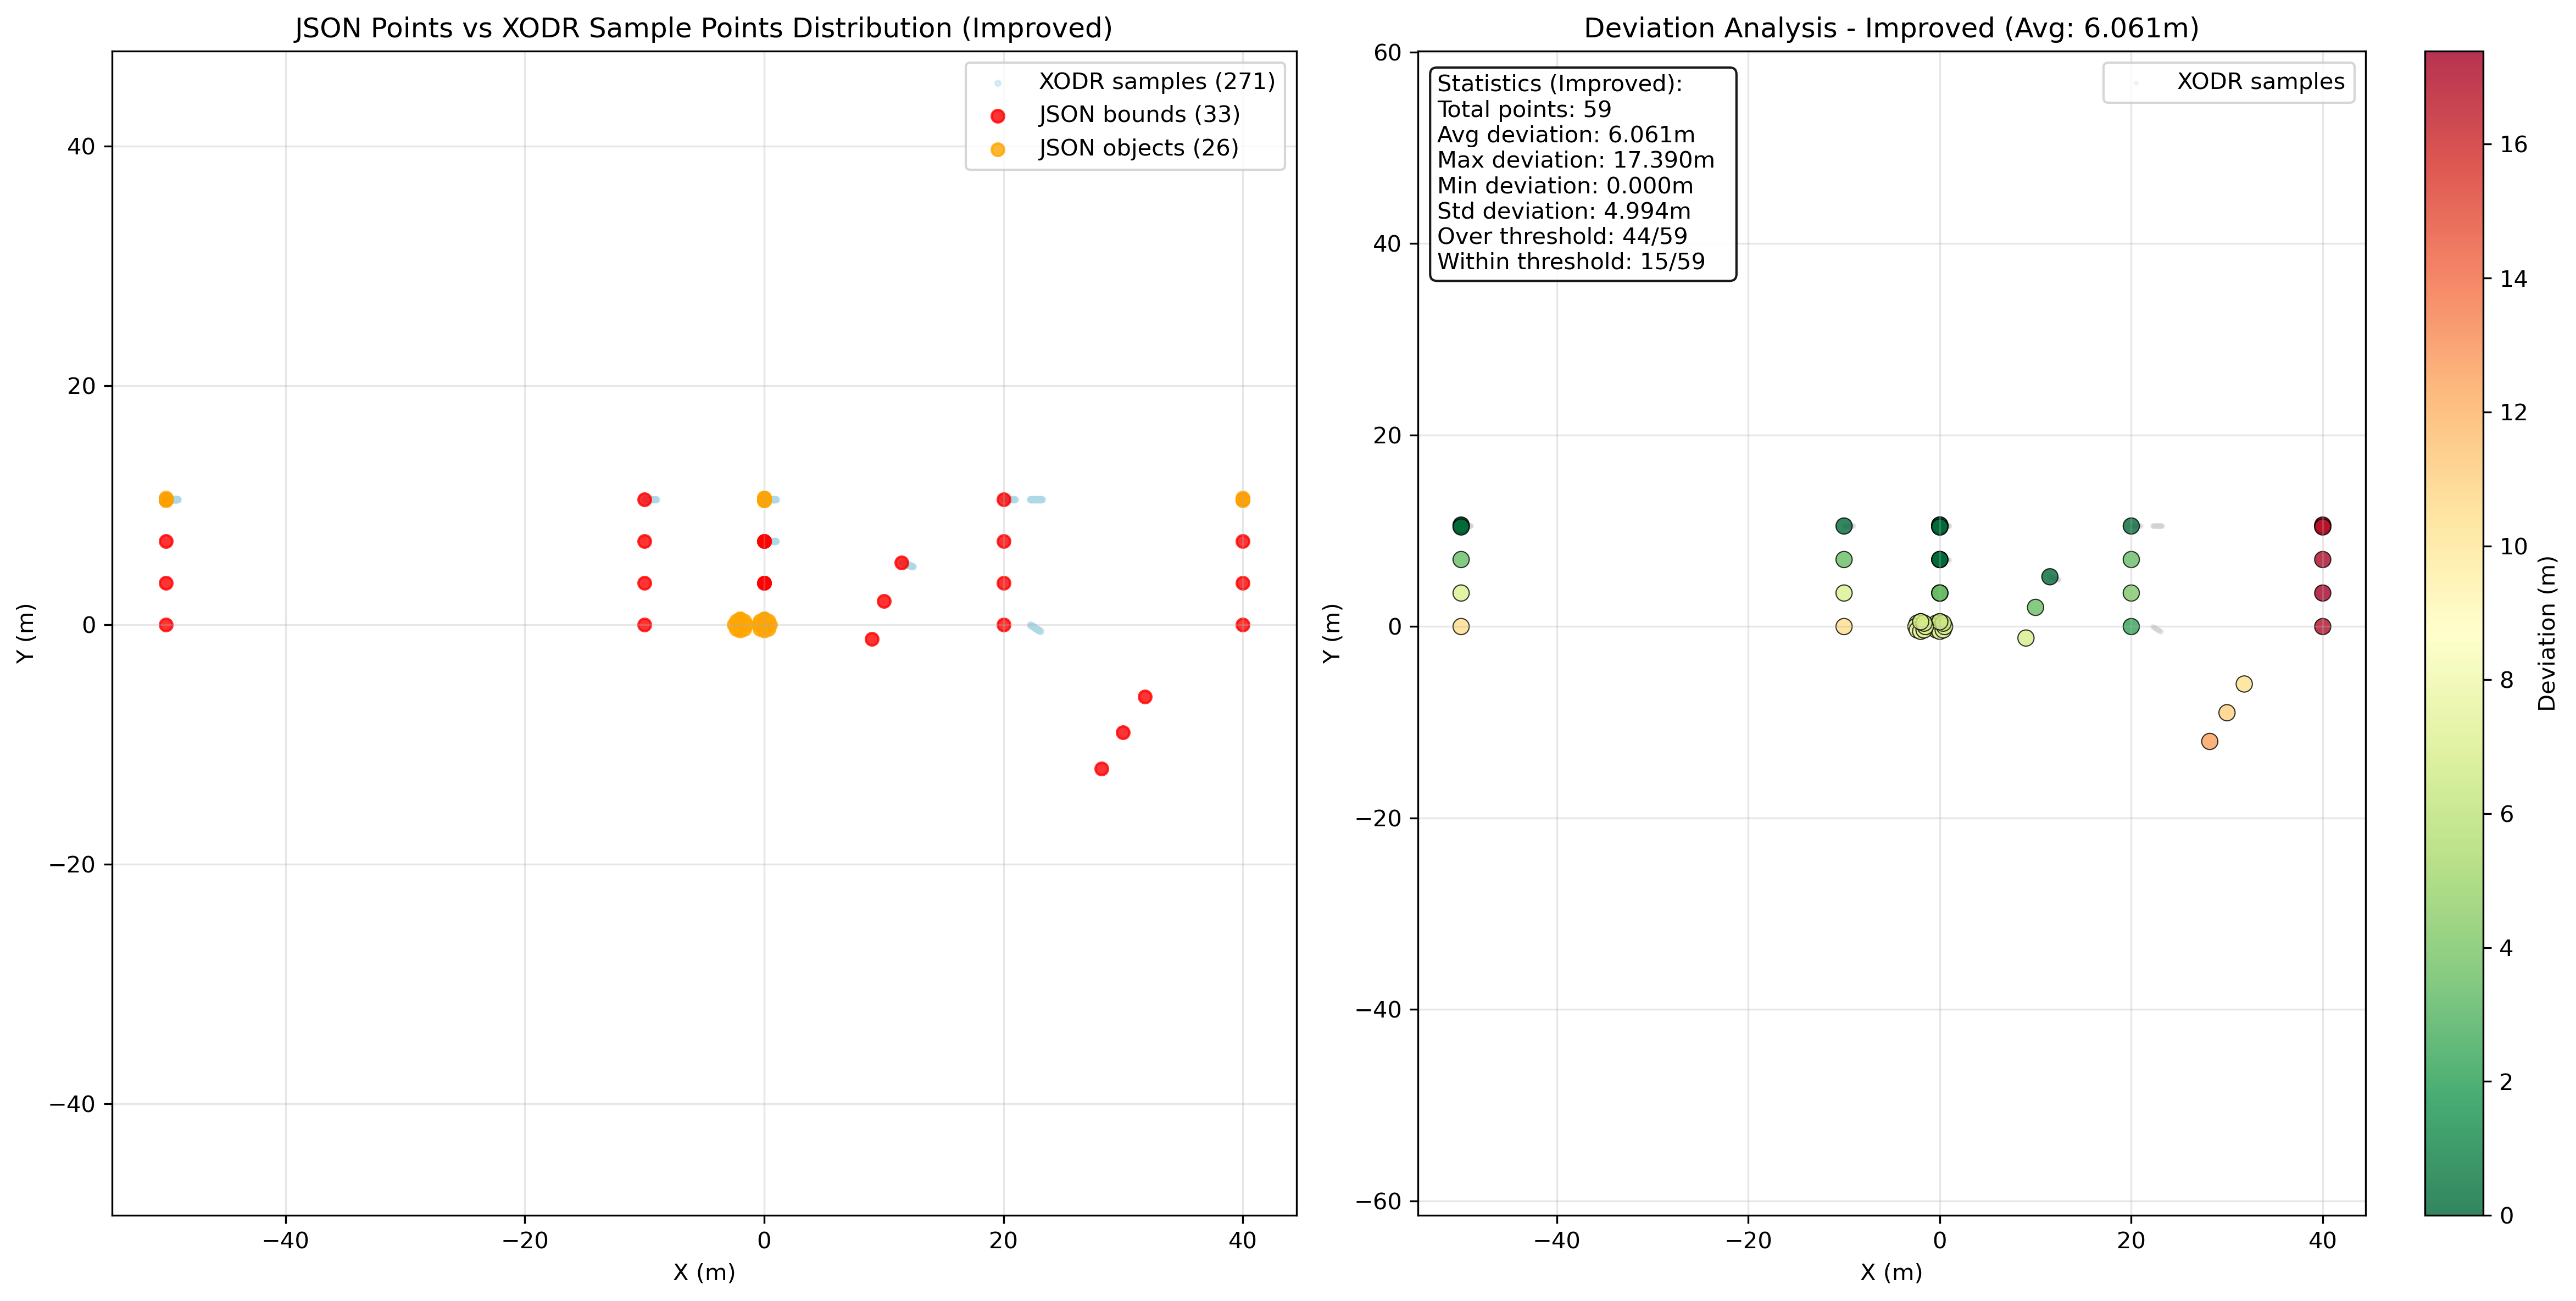 JSON Points vs XODR Sample Points Distribution (Improved)
XODR samples (271)
JSON bounds (33)
JSON objects (26)
40
20
0
−20
−40
Y (m)
−40
−20
0
20
40
X (m)
Deviation Analysis - Improved (Avg: 6.061m)
Statistics (Improved):
Total points: 59
Avg deviation: 6.061m
Max deviation: 17.390m
Min deviation: 0.000m
Std deviation: 4.994m
Over threshold: 44/59
Within threshold: 15/59
XODR samples
60
40
20
0
−20
−40
−60
Y (m)
−40
−20
0
20
40
X (m)
16
14
12
10
8
6
4
2
0
Deviation (m)